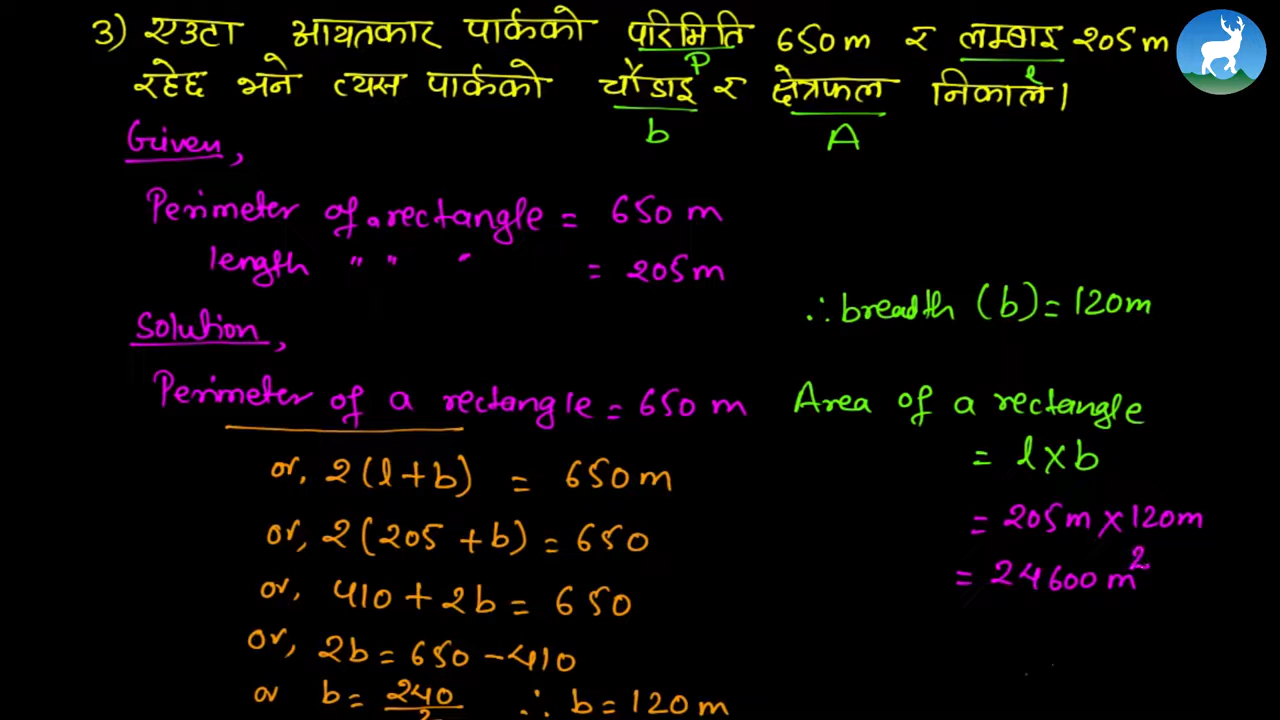 3) एउटा आयतकार पार्कको परिमिति 650 m र लम्बाइ 205 m
P
l
रहेछ भने त्यस पार्कको चौडाइ र क्षेत्रफल निकाल।
b
A
Given,
Perimeter of a rectangle = 650 m
length " " " = 205 m
Solution,
Perimeter of a rectangle = 650 m
or, 2(l+b) = 650 m
or, 2(205 + b) = 650
or, 410 + 2b = 650
or, 2b = 650 - 410
or b = 240/2 ∴ b = 120 m
∴ breadth (b) = 120 m
Area of a rectangle
= l × b
= 205 m × 120 m
= 24600 m²